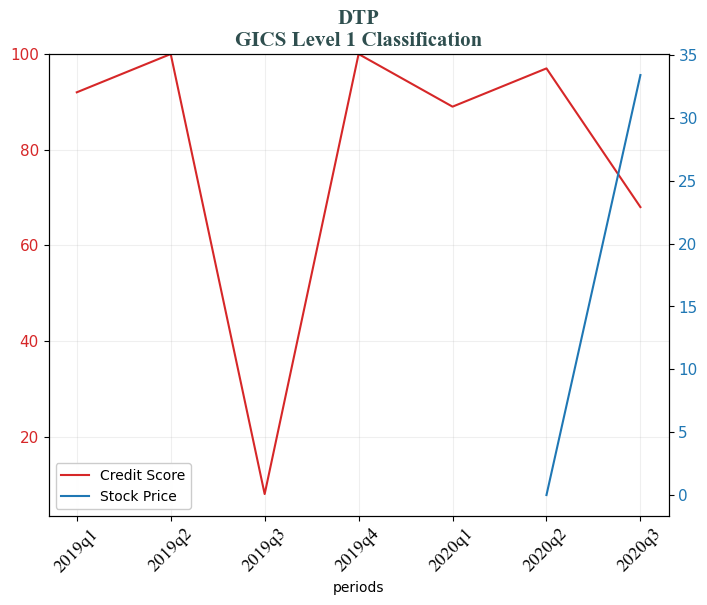 DTP
GICS Level 1 Classification
100
80
60
40
20
35
30
25
20
15
10
5
0
Credit Score
Stock Price
2019q1
2019q2
2019q3
2019q4
2020q1
2020q2
2020q3
periods